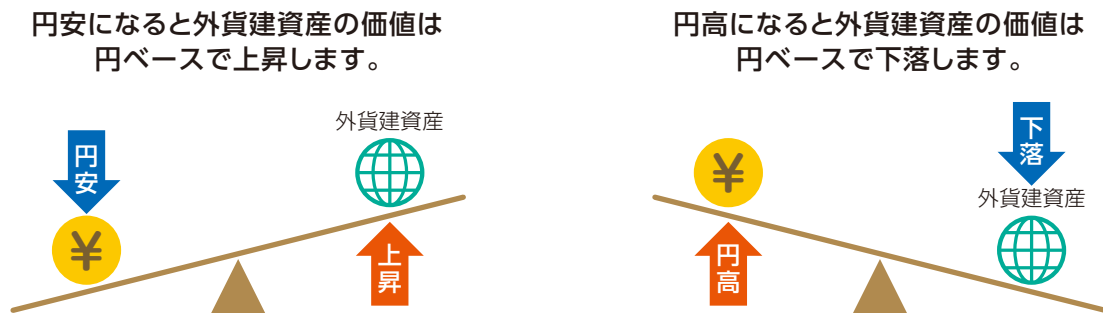 円安になると外貨建資産の価値は
円ベースで上昇します。
円安
¥
外貨建資産
上昇
円高になると外貨建資産の価値は
円ベースで下落します。
¥
円高
下落
外貨建資産